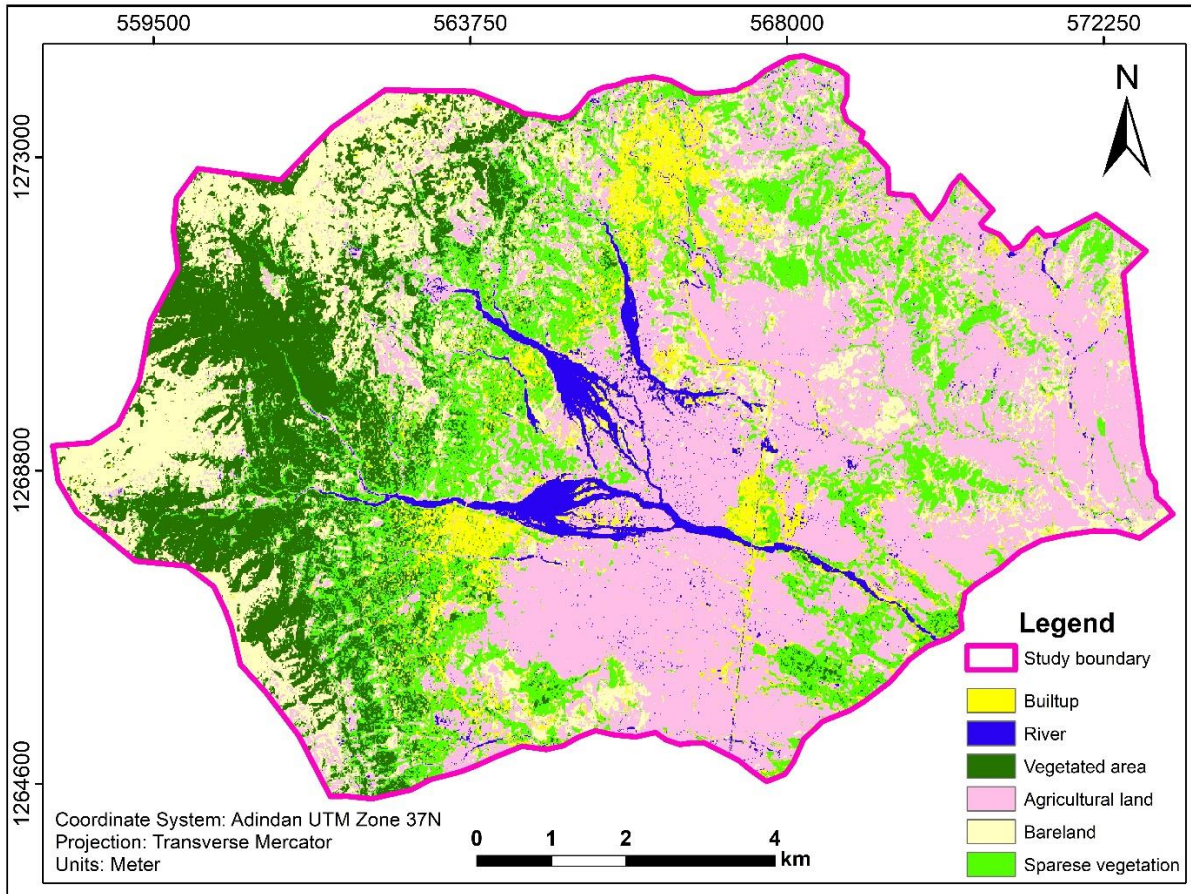 559500 563750 568000 572250
N
1273000
1268800
1264600
Legend
Study boundary
Builtup
River
Vegetated area
Agricultural land
Bareland
Sparese vegetation
Coordinate System: Adindan UTM Zone 37N
Projection: Transverse Mercator
Units: Meter
0 1 2 4
km